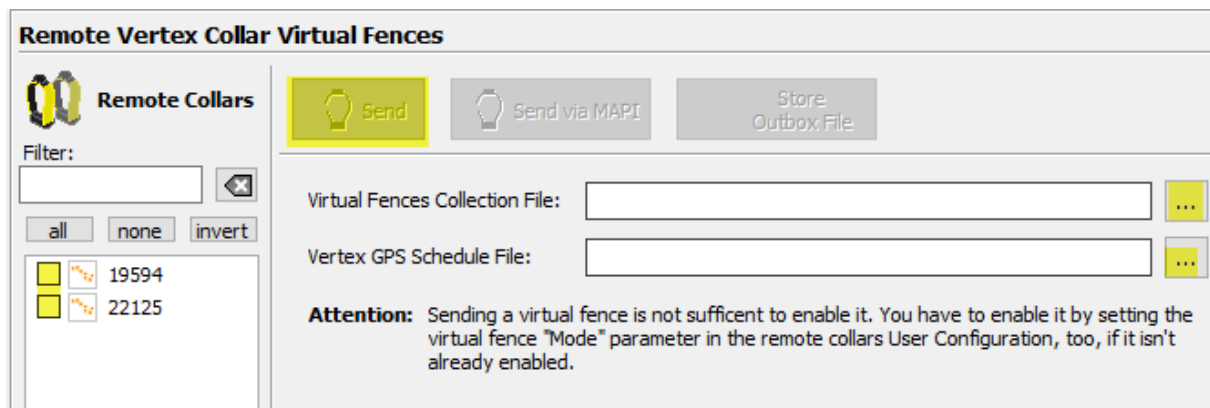 Remote Vertex Collar Virtual Fences
Remote Collars
Filter:
all none invert
19594
22125
Send Send via MAPI Store
Outbox File
Virtual Fences Collection File: ...
Vertex GPS Schedule File: ...
Attention: Sending a virtual fence is not sufficent to enable it. You have to enable it by setting the
virtual fence "Mode" parameter in the remote collars User Configuration, too, if it isn't
already enabled.